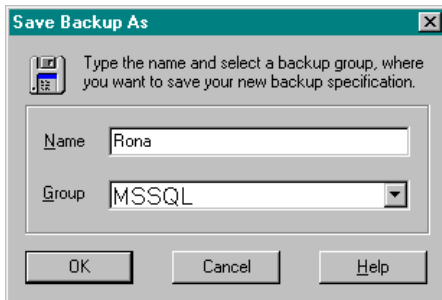 Save Backup As
Type the name and select a backup group, where
you want to save your new backup specification.
Name Rona
Group MSSQL
OK Cancel Help